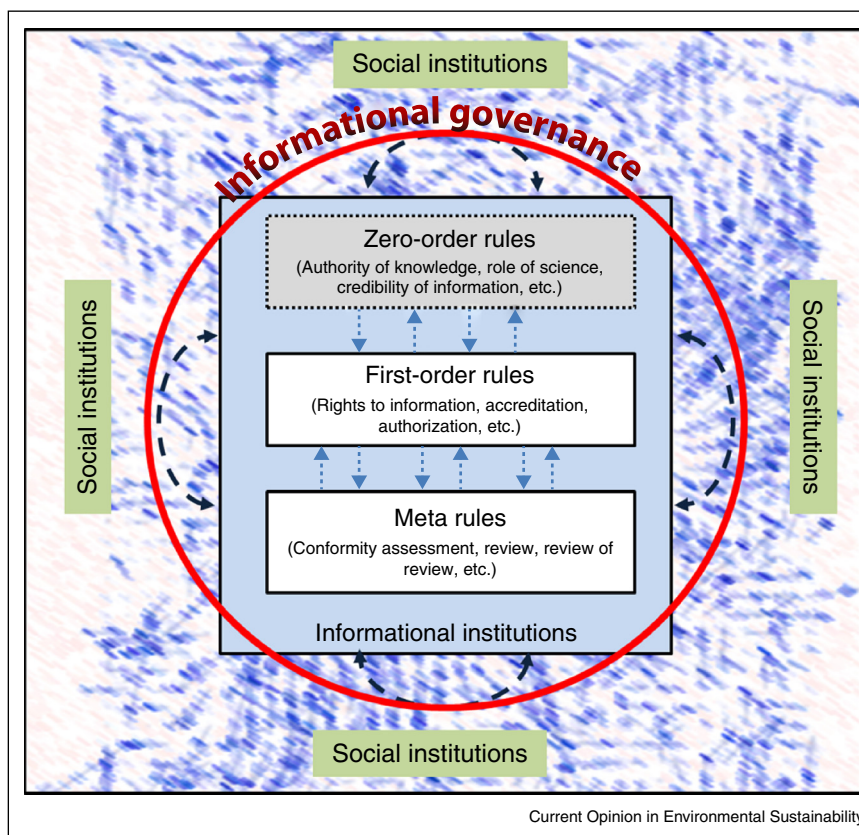 Social institutions
Informational governance
Zero-order rules
(Authority of knowledge, role of science,
credibility of information, etc.)
Social institutions
First-order rules
(Rights to information, accreditation,
authorization, etc.)
Social institutions
Meta rules
(Conformity assessment, review, review of
review, etc.)
Informational institutions
Social institutions
Current Opinion in Environmental Sustainability